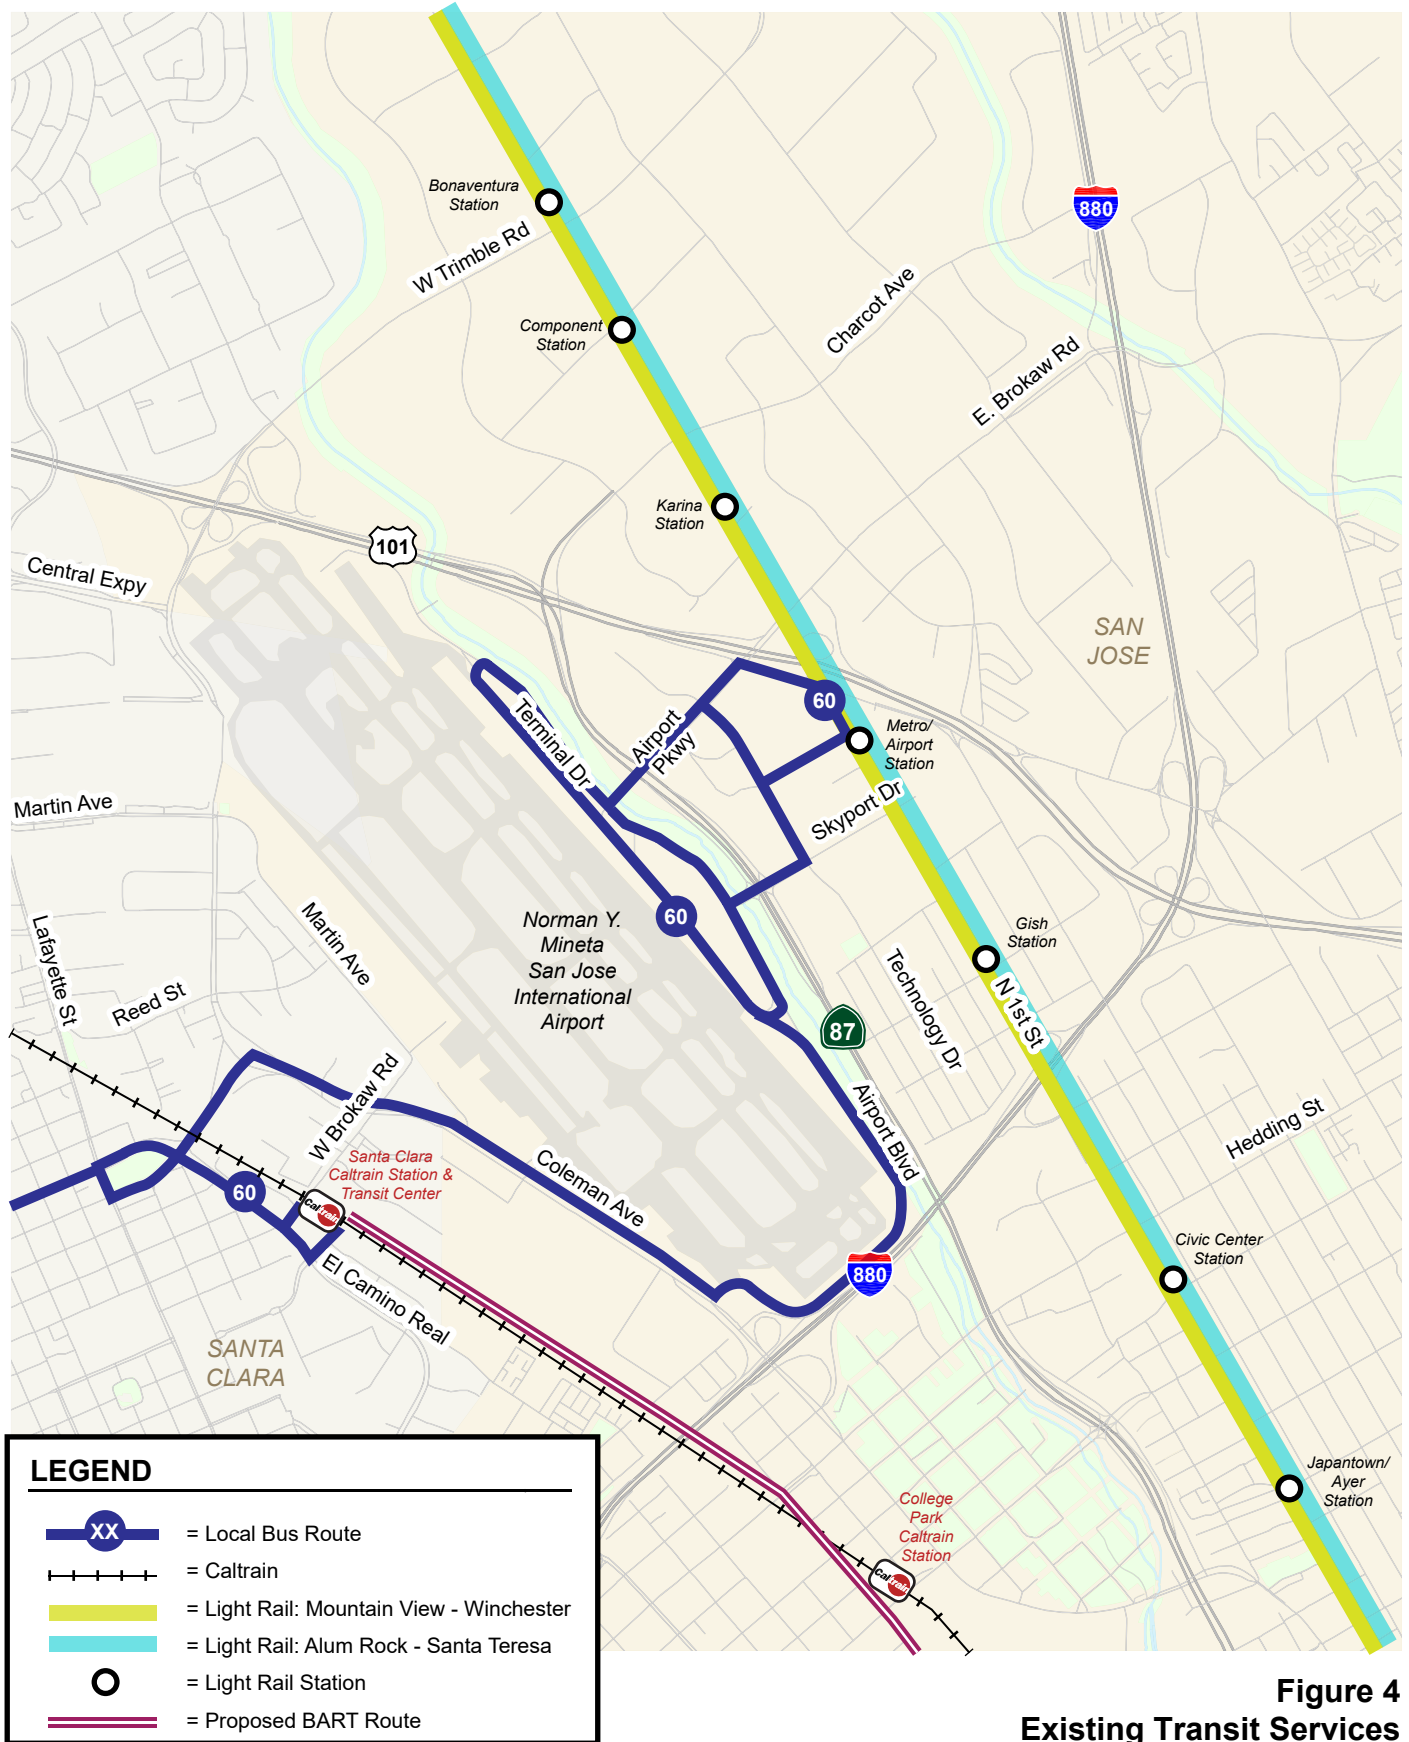 Bonaventura
Station
W Trimble Rd
880
Component
Station
Charcot Ave
E. Brokaw Rd
Karina
Station
101
Central Expy
SAN
JOSE
60
Metro/
Airport
Station
Airport
Pkwy
Terminal Dr
Skyport Dr
Martin Ave
60
Norman Y.
Mineta
San Jose
International
Airport
Martin Ave
Lafayette St
Reed St
Gish
Station
N 1st St
Technology Dr
87
Airport Blvd
W Brokaw Rd
Santa Clara
Caltrain Station &
Transit Center
Hedding St
60
Caltrain
Coleman Ave
880
Civic Center
Station
El Camino Real
SANTA
CLARA
Japantown/
Ayer
Station
College
Park
Caltrain
Station
Caltrain
LEGEND
XX = Local Bus Route
= Caltrain
= Light Rail: Mountain View - Winchester
= Light Rail: Alum Rock - Santa Teresa
= Light Rail Station
= Proposed BART Route
Figure 4
Existing Transit Services